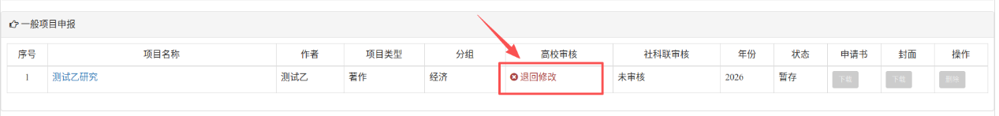 一般项目申报
序号 项目名称 作者 项目类型 分组 高校审核 社科联审核 年份 状态 申请书 封面 操作
1 测试乙研究 测试乙 著作 经济 退回修改 未审核 2026 暂存 下载 下载 删除